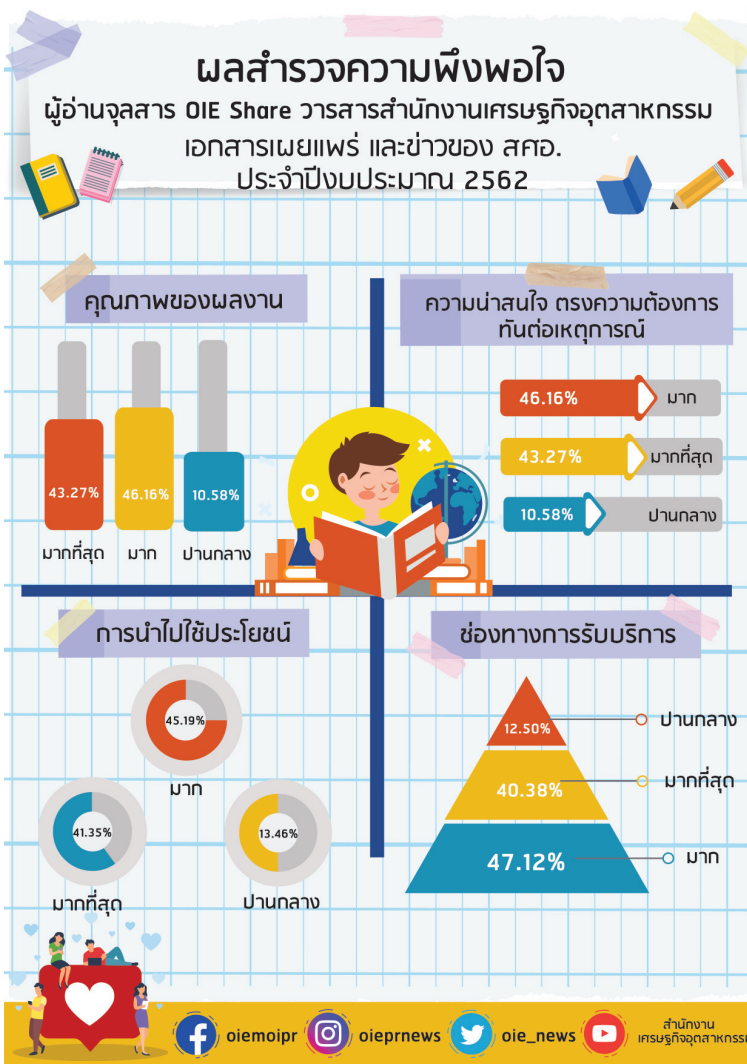 ผลสำรวจความพึงพอใจ
ผู้อ่านจุลสาร OIE Share วารสารสำนักงานเศรษฐกิจอุตสาหกรรม
เอกสารเผยแพร่ และข่าวของ สศอ.
ประจำปีงบประมาณ 2562
คุณภาพของผลงาน
43.27%
46.16%
10.58%
มากที่สุด
มาก
ปานกลาง
ความน่าสนใจ ตรงความต้องการ
ทันต่อเหตุการณ์
46.16% มาก
43.27% มากที่สุด
10.58% ปานกลาง
การนำไปใช้ประโยชน์
45.19%
มาก
41.35%
มากที่สุด
13.46%
ปานกลาง
ช่องทางการรับบริการ
12.50% ปานกลาง
40.38% มากที่สุด
47.12% มาก
oiemoipr
oieprnews
oie_news
สำนักงาน
เศรษฐกิจอุตสาหกรรม